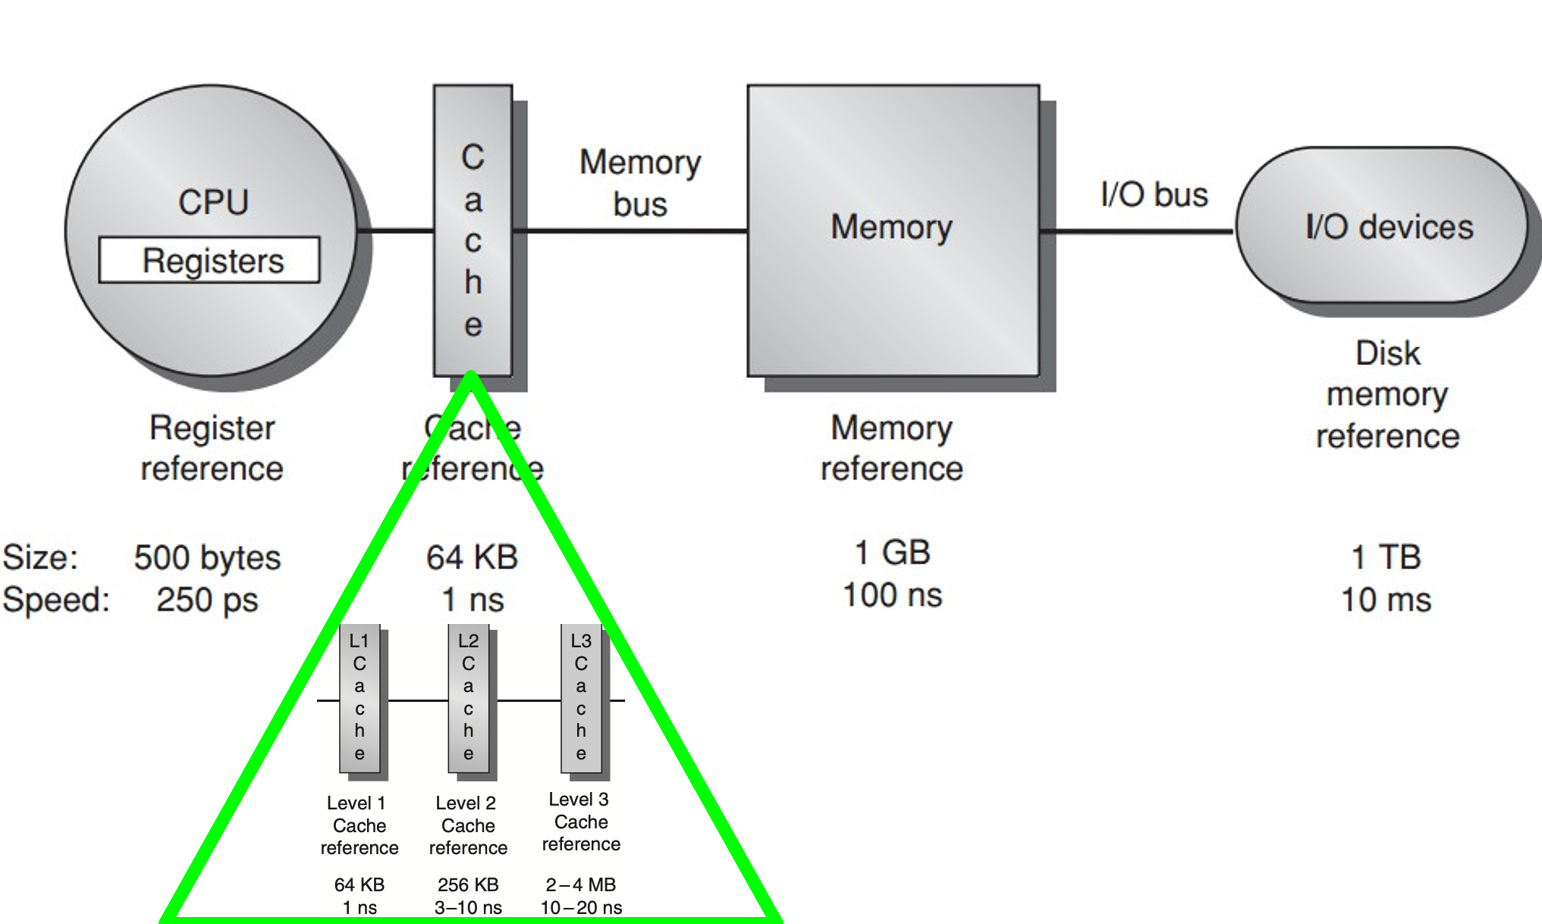 CPU
Registers
C
a
c
h
e
Memory
bus
Memory
I/O bus
I/O devices
Register
reference
Cache
reference
Memory
reference
Disk
memory
reference
Size: 500 bytes 64 KB 1 GB 1 TB
Speed: 250 ps 1 ns 100 ns 10 ms
L1
C
a
c
h
e
L2
C
a
c
h
e
L3
C
a
c
h
e
Level 1
Cache
reference
Level 2
Cache
reference
Level 3
Cache
reference
64 KB
1 ns
256 KB
3–10 ns
2–4 MB
10–20 ns